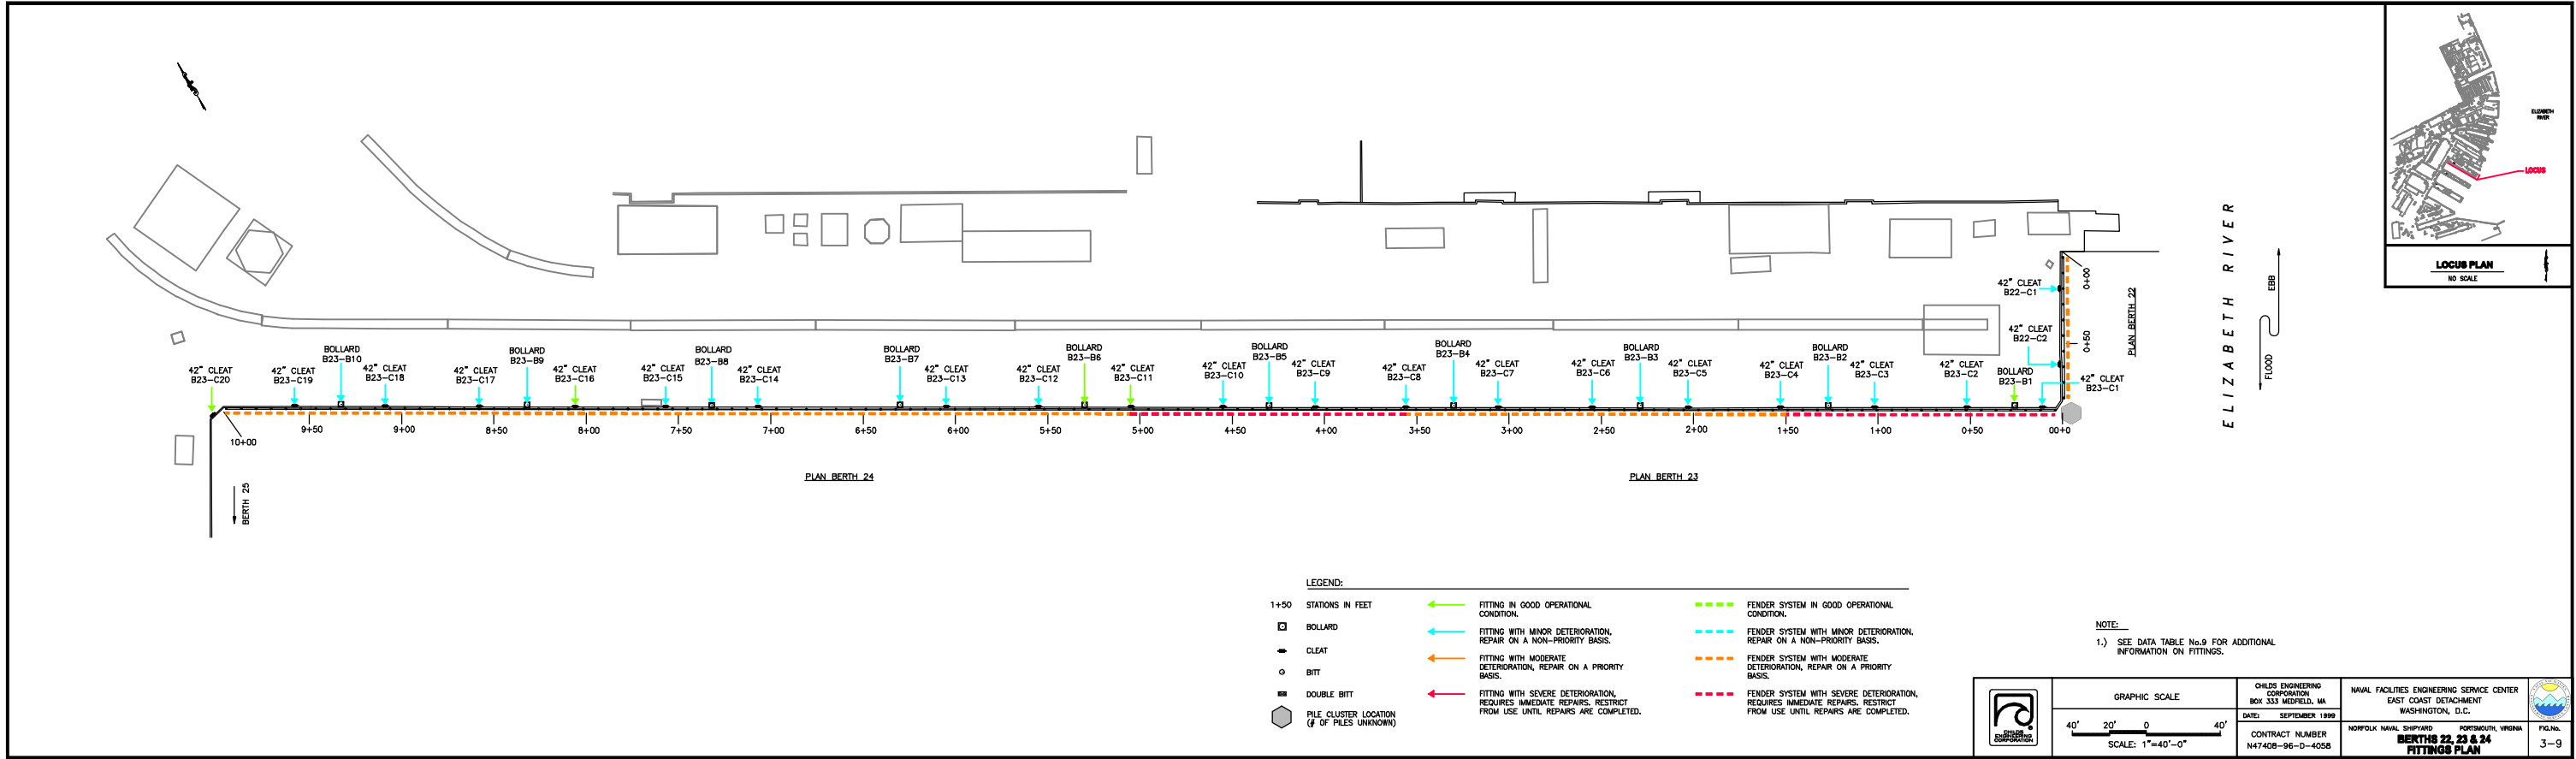 ELIZABETH
RIVER
LOCUS
LOCUS PLAN
NO SCALE
ELIZABETH RIVER
EBB
FLOOD
0+00
42" CLEAT
B22-C1
PLAN BERTH 22
42" CLEAT
B22-C2
0+50
42" CLEAT
B23-C20
42" CLEAT
B23-C19
BOLLARD
B23-B10
42" CLEAT
B23-C18
42" CLEAT
B23-C17
BOLLARD
B23-B9
42" CLEAT
B23-C16
42" CLEAT
B23-C15
BOLLARD
B23-B8
42" CLEAT
B23-C14
BOLLARD
B23-B7
42" CLEAT
B23-C13
42" CLEAT
B23-C12
BOLLARD
B23-B6
42" CLEAT
B23-C11
42" CLEAT
B23-C10
BOLLARD
B23-B5
42" CLEAT
B23-C9
42" CLEAT
B23-C8
BOLLARD
B23-B4
42" CLEAT
B23-C7
42" CLEAT
B23-C6
BOLLARD
B23-B3
42" CLEAT
B23-C5
42" CLEAT
B23-C4
BOLLARD
B23-B2
42" CLEAT
B23-C3
42" CLEAT
B23-C2
BOLLARD
B23-B1
42" CLEAT
B23-C1
10+00
9+50
9+00
8+50
8+00
7+50
7+00
6+50
6+00
5+50
5+00
4+50
4+00
3+50
3+00
2+50
2+00
1+50
1+00
0+50
00+0
PLAN BERTH 24
PLAN BERTH 23
BERTH 25
LEGEND:
1+50 STATIONS IN FEET
BOLLARD
CLEAT
BITT
DOUBLE BITT
PILE CLUSTER LOCATION
(# OF PILES UNKNOWN)
FITTING IN GOOD OPERATIONAL
CONDITION.
FITTING WITH MINOR DETERIORATION,
REPAIR ON A NON-PRIORITY BASIS.
FITTING WITH MODERATE
DETERIORATION, REPAIR ON A PRIORITY
BASIS.
FITTING WITH SEVERE DETERIORATION,
REQUIRES IMMEDIATE REPAIRS. RESTRICT
FROM USE UNTIL REPAIRS ARE COMPLETED.
FENDER SYSTEM IN GOOD OPERATIONAL
CONDITION.
FENDER SYSTEM WITH MINOR DETERIORATION,
REPAIR ON A NON-PRIORITY BASIS.
FENDER SYSTEM WITH MODERATE
DETERIORATION, REPAIR ON A PRIORITY
BASIS.
FENDER SYSTEM WITH SEVERE DETERIORATION,
REQUIRES IMMEDIATE REPAIRS. RESTRICT
FROM USE UNTIL REPAIRS ARE COMPLETED.
NOTE:
1.) SEE DATA TABLE No.9 FOR ADDITIONAL
INFORMATION ON FITTINGS.
CHILDS
ENGINEERING
CORPORATION
GRAPHIC SCALE
40' 20' 0 40'
SCALE: 1"=40'-0"
CHILDS ENGINEERING
CORPORATION
BOX 333 MEDFIELD, MA
DATE: SEPTEMBER 1999
CONTRACT NUMBER
N47408-96-D-4058
NAVAL FACILITIES ENGINEERING SERVICE CENTER
EAST COAST DETACHMENT
WASHINGTON, D.C.
NORFOLK NAVAL SHIPYARD PORTSMOUTH, VIRGINIA
BERTHS 22, 23 & 24
FITTINGS PLAN
FIG.No.
3-9